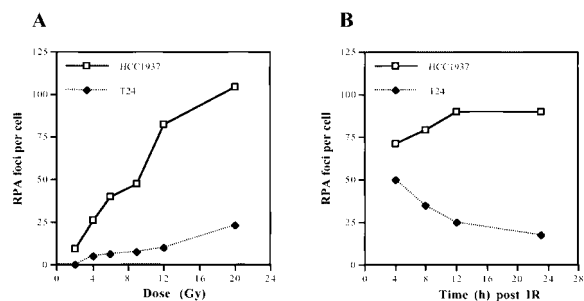 A
B
125
100
75
50
25
0
RPA foci per cell
HCC1937
T24
0 4 8 12 16 20 24
Dose (Gy)
125
100
75
50
25
0
RPA foci per cell
HCC1937
T24
0 4 8 12 16 20 24 28
Time (h) post IR